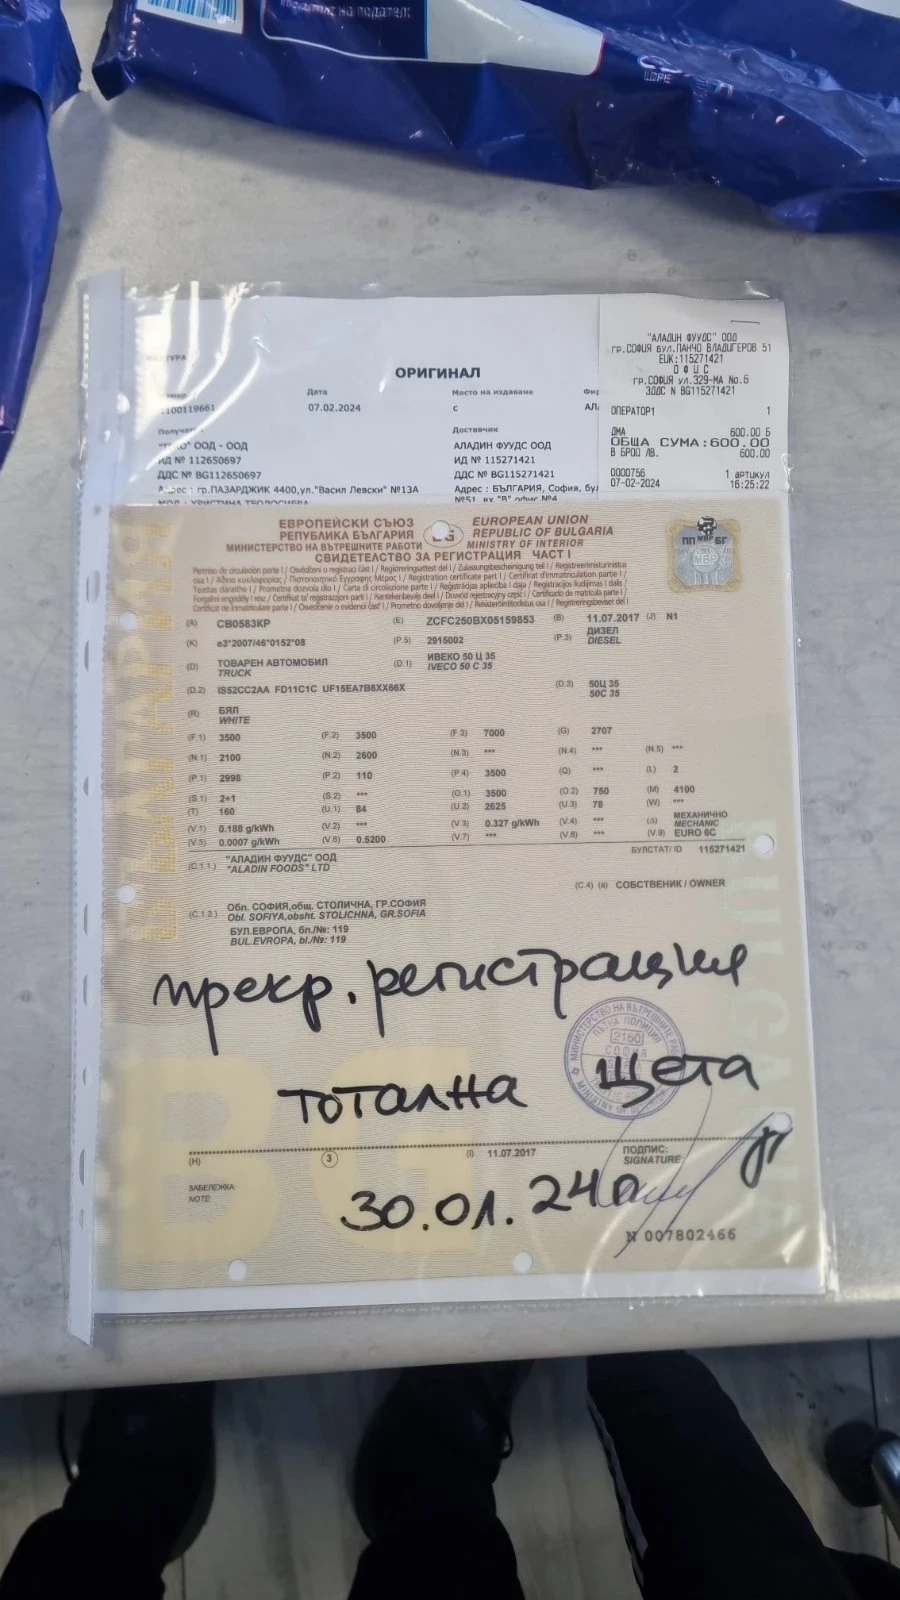 ОРИГИНАЛ
Дата
07.02.2024
Място на издаване
с
Доставчик
АЛАДИН ФУУДС ООД
ИД № 115271421
ДДС № BG115271421
Адрес : БЪЛГАРИЯ, София, бул
ООД - ООД
ИД № 112650697
ДДС № BG112650697
Адрес : гр.ПАЗАРДЖИК 4400,ул."Васил Левски" №13А
"АЛАДИН ФУУДС" ООД
гр.СОФИЯ бул.ПАНЧО ВЛАДИГЕРОВ 51
ЕИК:115271421
О Ф И С
гр.СОФИЯ ул.329-МА No.6
ЗДДС N BG115271421
ОПЕРАТОР1 1
ДМА 600.00 Б
ОБЩА СУМА:600.00
В БРОЙ ЛВ. 600.00
0000756 1 артикул
07-02-2024 16:25:22
ЕВРОПЕЙСКИ СЪЮЗ EUROPEAN UNION
РЕПУБЛИКА БЪЛГАРИЯ REPUBLIC OF BULGARIA
МИНИСТЕРСТВО НА ВЪТРЕШНИТЕ РАБОТИ MINISTRY OF INTERIOR
СВИДЕТЕЛСТВО ЗА РЕГИСТРАЦИЯ ЧАСТ I
ПП МВР БГ
МВР
(A) CB0583KP (E) ZCFC250BX05159853 (B) 11.07.2017 (J) N1
(K) e3*2007/46*0152*08 (P.5) 2915002 (P.3) ДИЗЕЛ
DIESEL
(D) ТОВАРЕН АВТОМОБИЛ (D.1) ИВЕКО 50 Ц 35
TRUCK IVECO 50 C 35
(D.2) IS52CC2AA FD11C1C UF15EA7B6XX66X (D.3) 50Ц 35
50C 35
(R) БЯЛ
WHITE
(F.1) 3500 (F.2) 3500 (F.3) 7000 (G) 2707
(N.1) 2100 (N.2) 2600 (N.3) *** (N.4) *** (N.5) ***
(P.1) 2998 (P.2) 110 (P.4) 3500 (Q) *** (L) 2
(S.1) 2+1 (S.2) *** (O.1) 3500 (O.2) 750 (M) 4100
(T) 160 (U.1) 84 (U.2) 2625 (U.3) 78 (W) ***
(V.1) 0.188 g/kWh (V.2) *** (V.3) 0.327 g/kWh (V.4) *** (Δ) МЕХАНИЧНО
MECHANIC
(V.5) 0.0007 g/kWh (V.6) 0.5200 (V.7) *** (V.8) *** (V.9) EURO 6C
БУЛСТАТ/ ID 115271421
(C.1.1) "АЛАДИН ФУУДС" ООД
"ALADIN FOODS" LTD
(C.4) (a) СОБСТВЕНИК / OWNER
(C.1.3) Обл. СОФИЯ,общ. СТОЛИЧНА, ГР.СОФИЯ
Obl. SOFIYA,obsht. STOLICHNA, GR.SOFIA
БУЛ.ЕВРОПА, бл./№: 119
BUL.EVROPA, bl./№: 119
прекр. регистрация
2160
СОФИЯ
тотална щета
(H) 3 (I) 11.07.2017 ПОДПИС:
SIGNATURE:
ЗАБЕЛЕЖКА:
NOTE:
30.01.24г
N 007802466